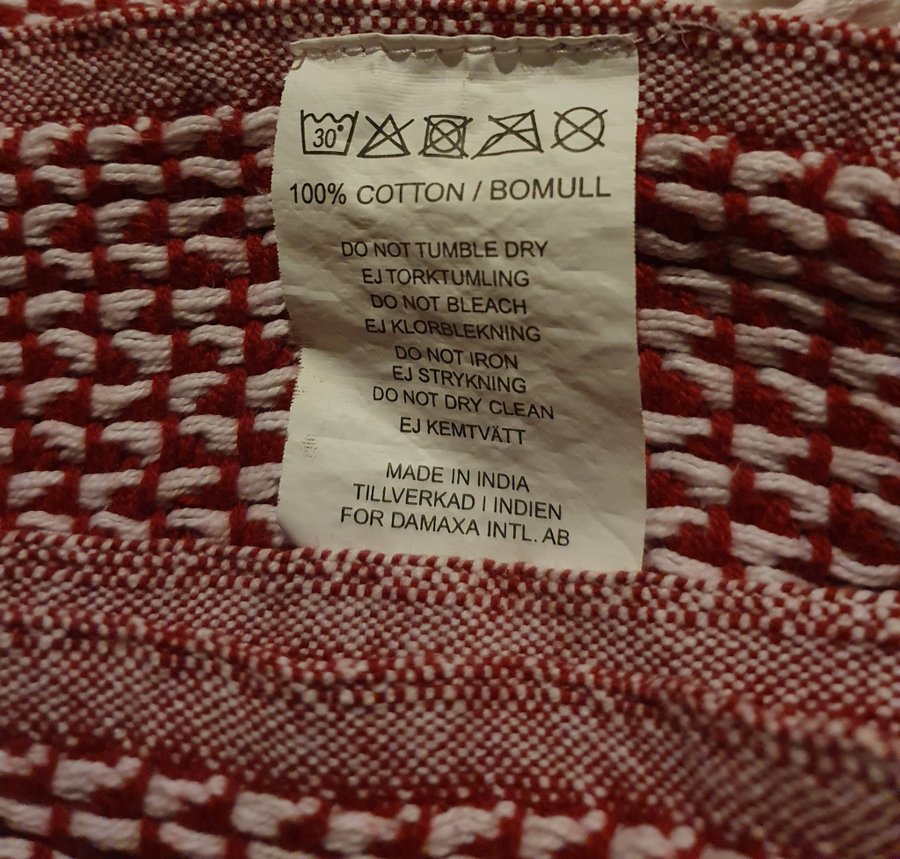 30°
100% COTTON / BOMULL
DO NOT TUMBLE DRY
EJ TORKTUMLING
DO NOT BLEACH
EJ KLORBLEKNING
DO NOT IRON
EJ STRYKNING
DO NOT DRY CLEAN
EJ KEMTVÄTT
MADE IN INDIA
TILLVERKAD I INDIEN
FOR DAMAXA INTL. AB